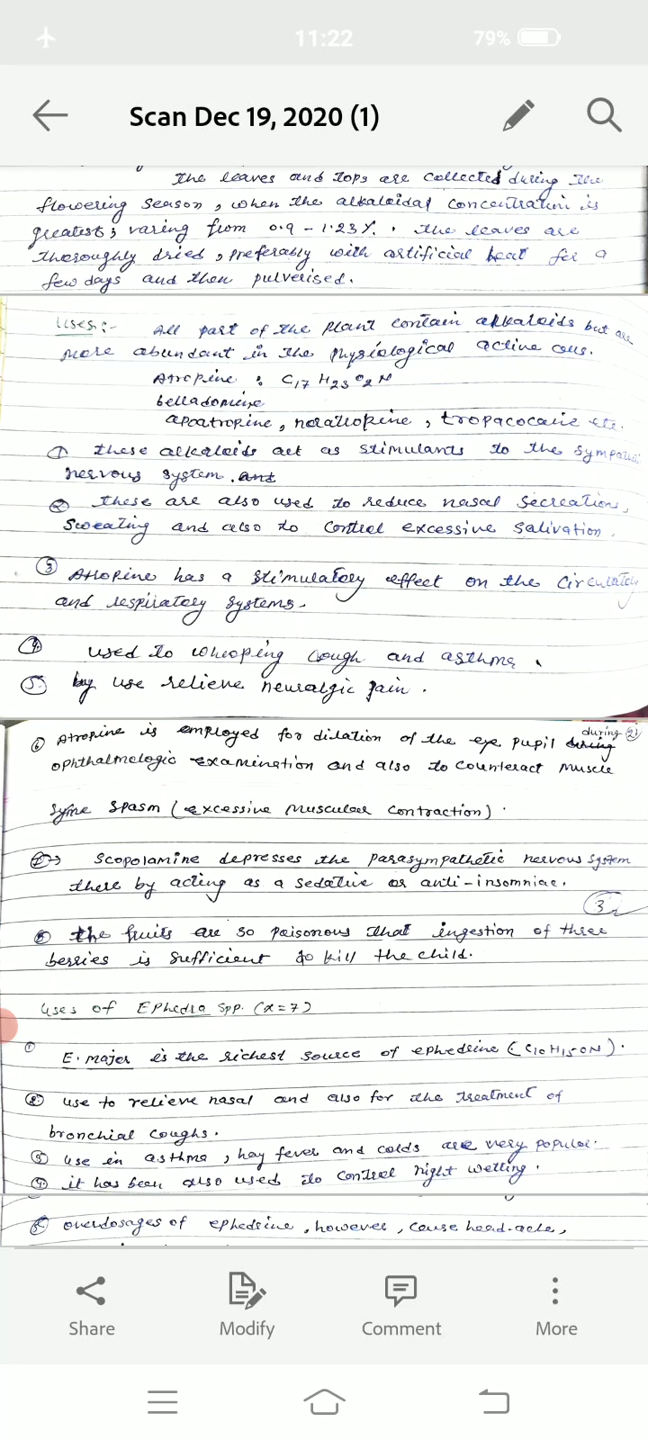 11:22
79%
Scan Dec 19, 2020 (1)
The leaves and tops are collected during the
flowering season, when the alkaloidal concentration is
greatest, varing from 0.9 - 1.23%. The leaves are
thoroughly dried, preferably with artificial heat for a
few days and then pulverised.
Uses:- All part of the plant contain alkaloids but are
more abundant in the physiological active
Atropine : C17 H23 O2 N
belladonine
apoatropine, noratropine, tropacocaine etc.
① these alkaloids act as stimulants to the
nervous system. and
② these are also used to reduce nasal secreations,
Sweating and also to control excessive salivation.
③ Atropine has a stimulatory effect on the circulatory
and respiratory systems.
④ used to whooping cough and asthma.
⑤ by use relieve neuralgic pain.
during
⑥ Atropine is employed for dilation of the eye pupil during
ophthalmologic examination and also to counteract muscle
spasm (excessive muscular contraction).
⑦→ Scopolamine depresses the parasympathetic nervous system
there by acting as a sedative or anti-insomniac.
3
⑧ the fruits are so poisonous that ingestion of three
berries is sufficient to kill the child.
Uses of Ephedra Spp. (x=7)
① E. major is the richest source of ephedrine (C10H15ON).
② use to relieve nasal and also for the treatment of
bronchial coughs.
③ use in asthma, hay fever and colds are very popular.
④ it has been also used to control night wetting.
⑤ overdosages of ephedrine, however, cause head-ache,
Share
Modify
Comment
More